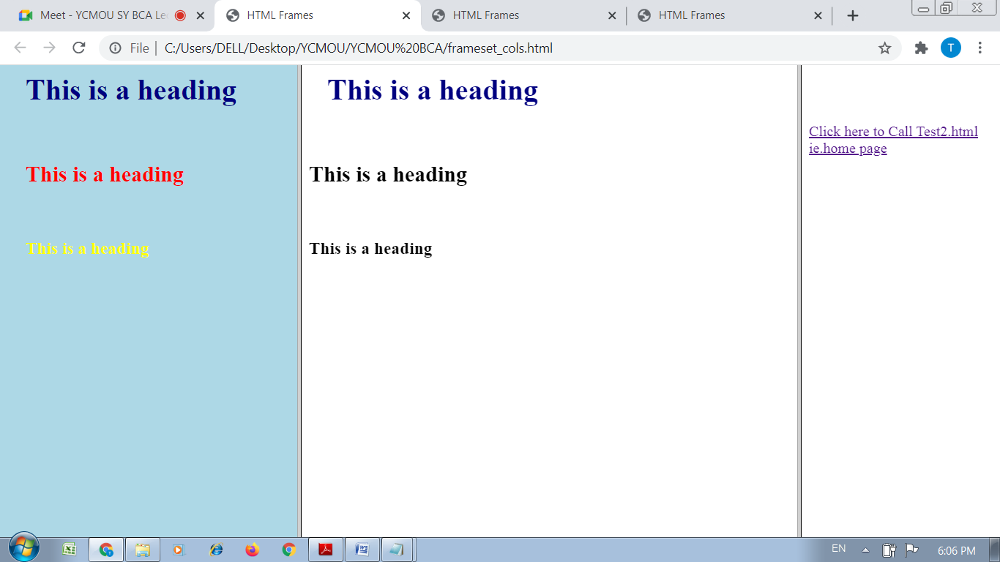 Meet - YCMOU SY BCA Le
HTML Frames
HTML Frames
HTML Frames
File | C:/Users/DELL/Desktop/YCMOU/YCMOU%20BCA/frameset_cols.html
T
This is a heading
This is a heading
This is a heading
This is a heading
This is a heading
This is a heading
Click here to Call Test2.html
ie.home page
EN
6:06 PM